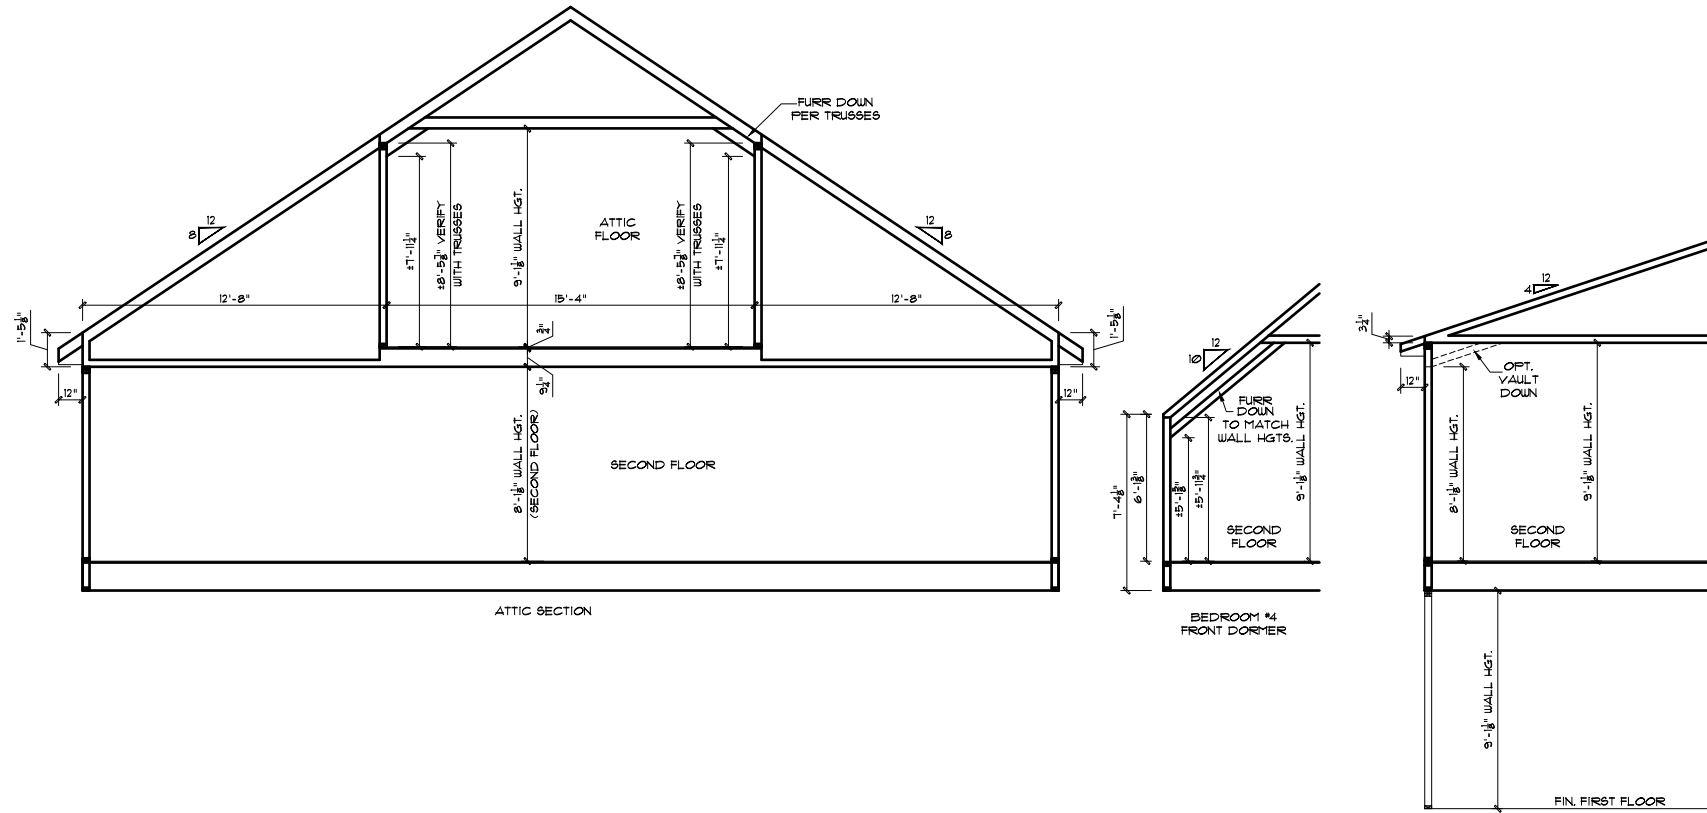 FURR DOWN
PER TRUSSES
12
8
12
8
ATTIC
FLOOR
±7'-11¼"
±8'-5⅞" VERIFY
WITH TRUSSES
9'-1⅛" WALL HGT.
±8'-5⅞" VERIFY
WITH TRUSSES
±7'-11¼"
12'-8"
15'-4"
12'-8"
1'-5⅛"
1'-5⅛"
¾"
9¼"
12"
12"
8'-1⅛" WALL HGT.
(SECOND FLOOR)
SECOND FLOOR
ATTIC SECTION
12
10
FURR
DOWN
TO MATCH
WALL HGTS.
7'-4⅛"
6'-1⅜"
±5'-1⅝"
±5'-11¾"
9'-1⅛" WALL HGT.
SECOND
FLOOR
BEDROOM #4
FRONT DORMER
12
4
3¼"
12"
OPT.
VAULT
DOWN
8'-1⅛" WALL HGT.
9'-1⅛" WALL HGT.
SECOND
FLOOR
9'-1⅛" WALL HGT.
FIN. FIRST FLOOR